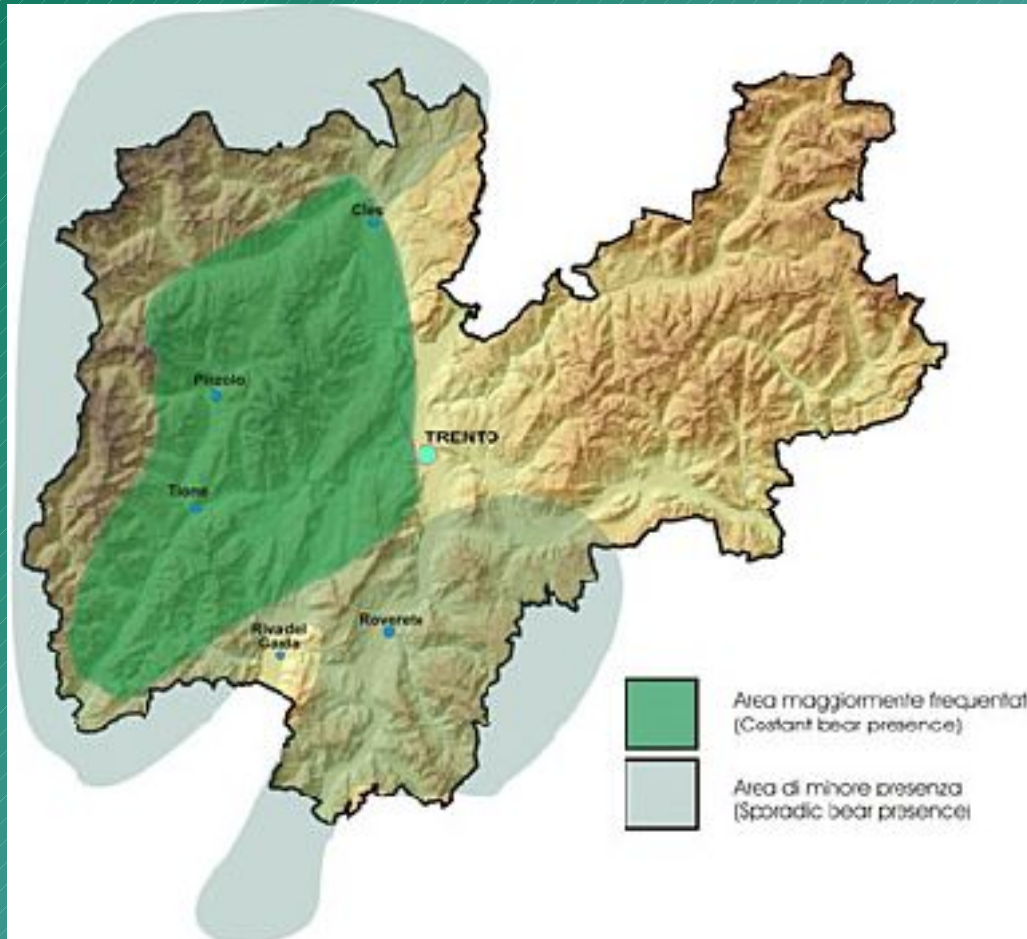 Cles
Pinzolo
TRENTO
Tione
Riva del
Garda
Rovereto
Area maggiormente frequentat
(Costant bear presence)
Area di minore presenza
(Sporadic bear presence)